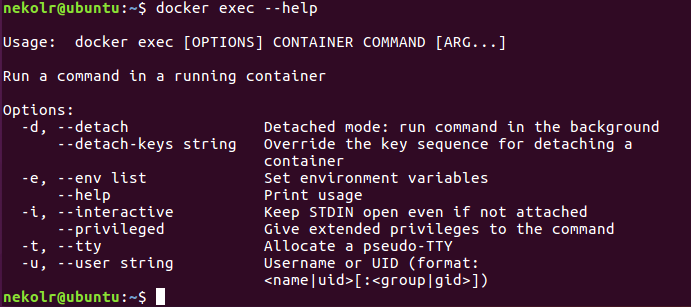 nekolr@ubuntu:~$ docker exec --help
Usage:  docker exec [OPTIONS] CONTAINER COMMAND [ARG...]
Run a command in a running container
Options:
  -d, --detach               Detached mode: run command in the background
      --detach-keys string   Override the key sequence for detaching a
                             container
  -e, --env list             Set environment variables
      --help                 Print usage
  -i, --interactive          Keep STDIN open even if not attached
      --privileged           Give extended privileges to the command
  -t, --tty                  Allocate a pseudo-TTY
  -u, --user string          Username or UID (format:
                             <name|uid>[:<group|gid>])
nekolr@ubuntu:~$